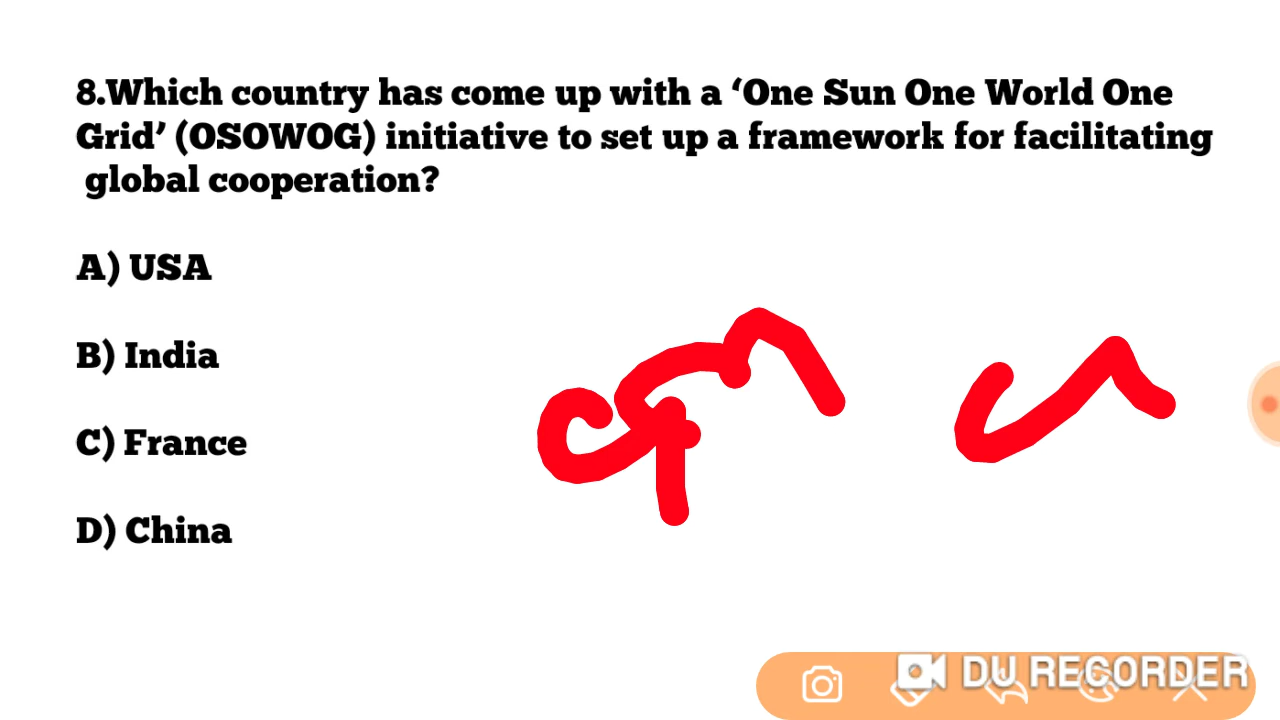 8.Which country has come up with a ‘One Sun One World One
Grid’ (OSOWOG) initiative to set up a framework for facilitating
global cooperation?
A) USA
B) India
C) France
D) China
DU RECORDER